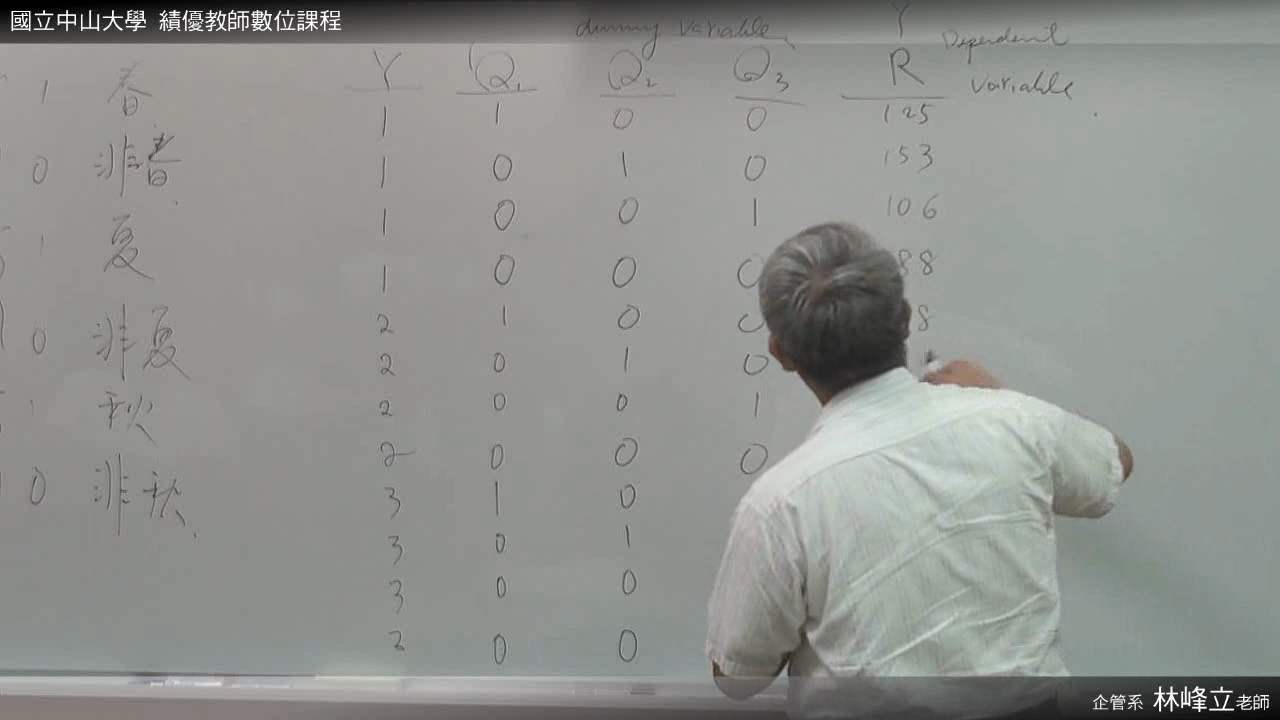 國立中山大學 績優教師數位課程
dummy variable
Y Dependent
variable
Y Q1 Q2 Q3 R
1 1 0 0 125
1 0 1 0 153
1 0 0 1 106
1 0 0 0 88
2 1 0 0 8
2 0 1 0
2 0 0 1
2 0 0 0
3 1 0
3 0 1
3 0 0
3 0 0
1 春
0 非春
1 夏
0 非夏
1 秋
0 非秋
企管系 林峰立老師